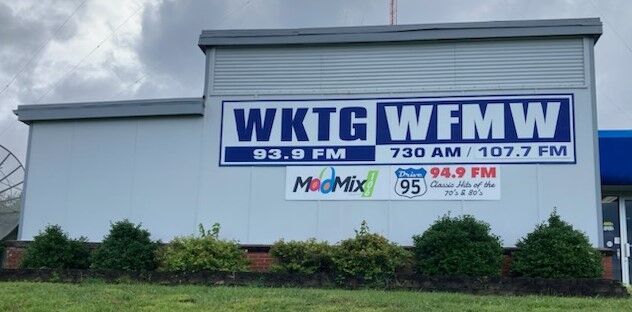 WKTG WFMW
93.9 FM 730 AM / 107.7 FM
MadMix
Drive
95
94.9 FM
Classic Hits of the
70's & 80's